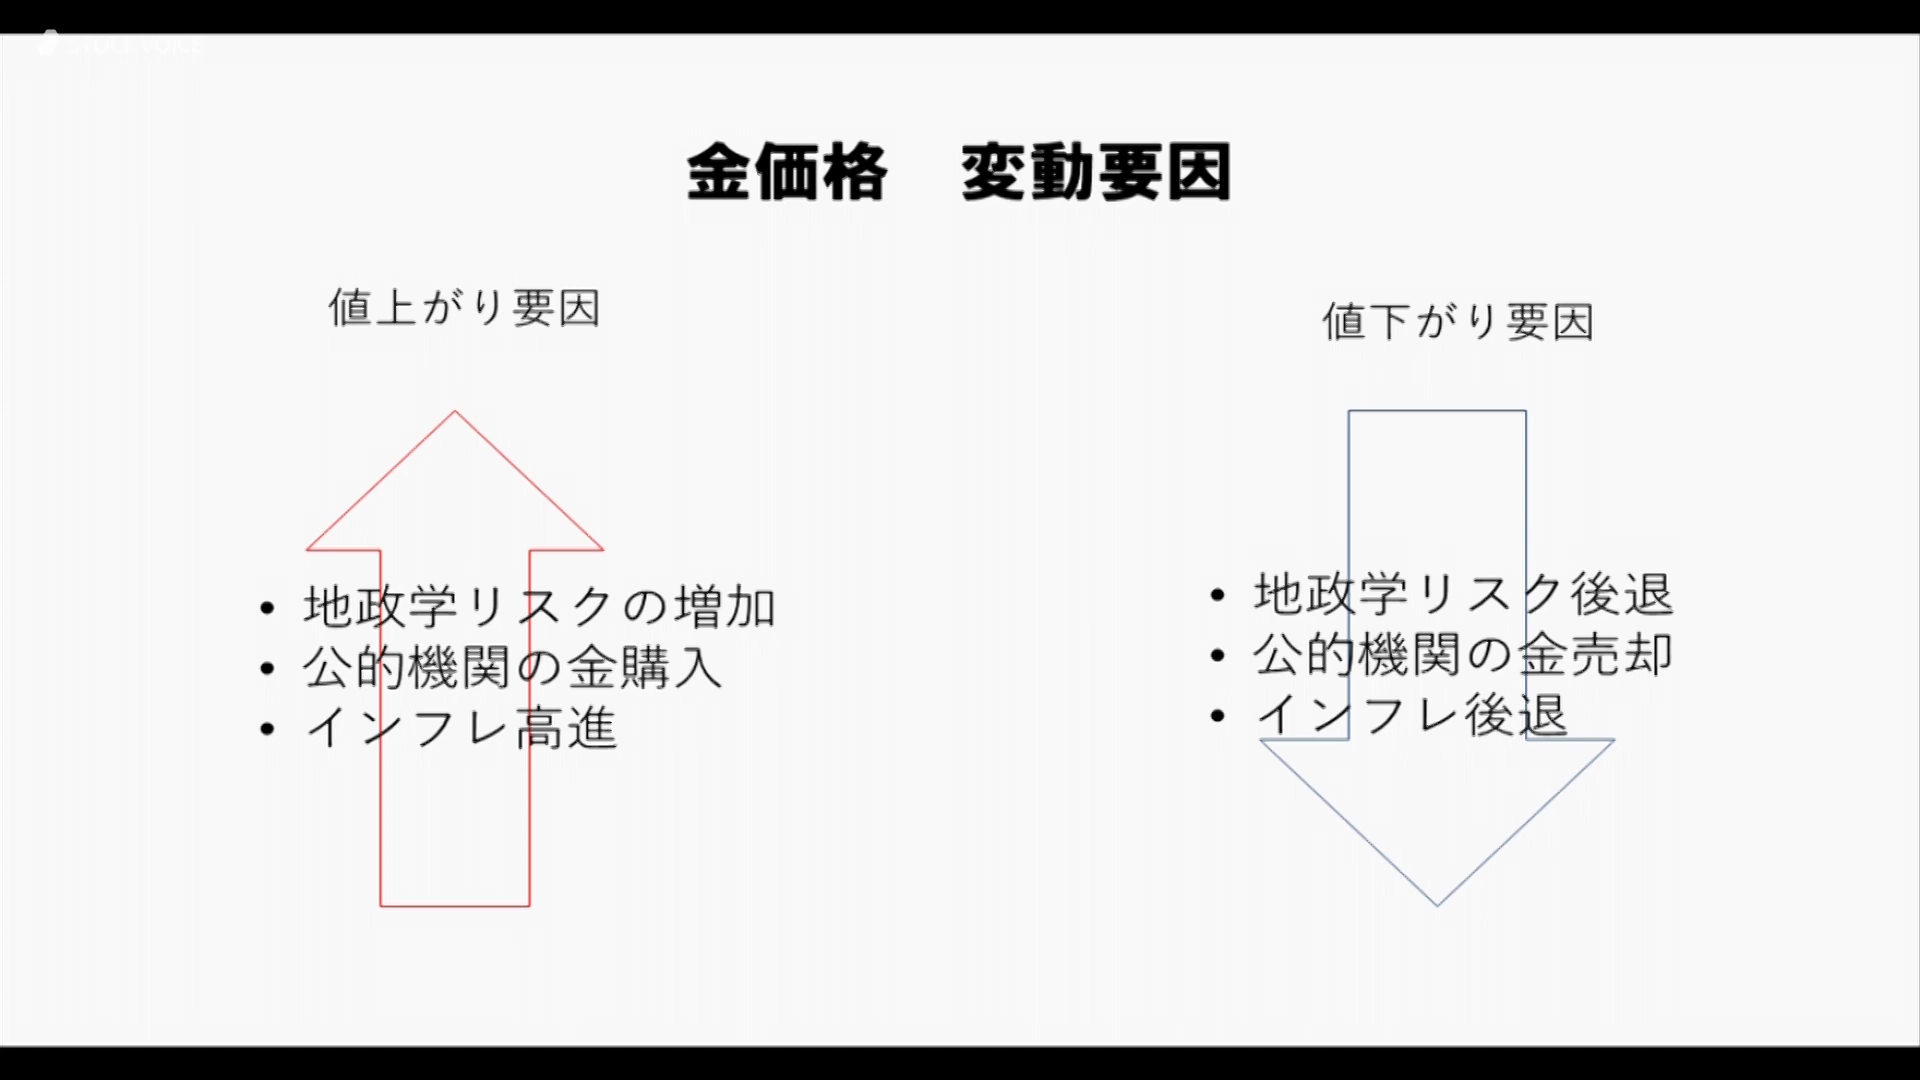 STOCK VOICE
金価格　変動要因
値上がり要因
• 地政学リスクの増加
• 公的機関の金購入
• インフレ高進
値下がり要因
• 地政学リスク後退
• 公的機関の金売却
• インフレ後退